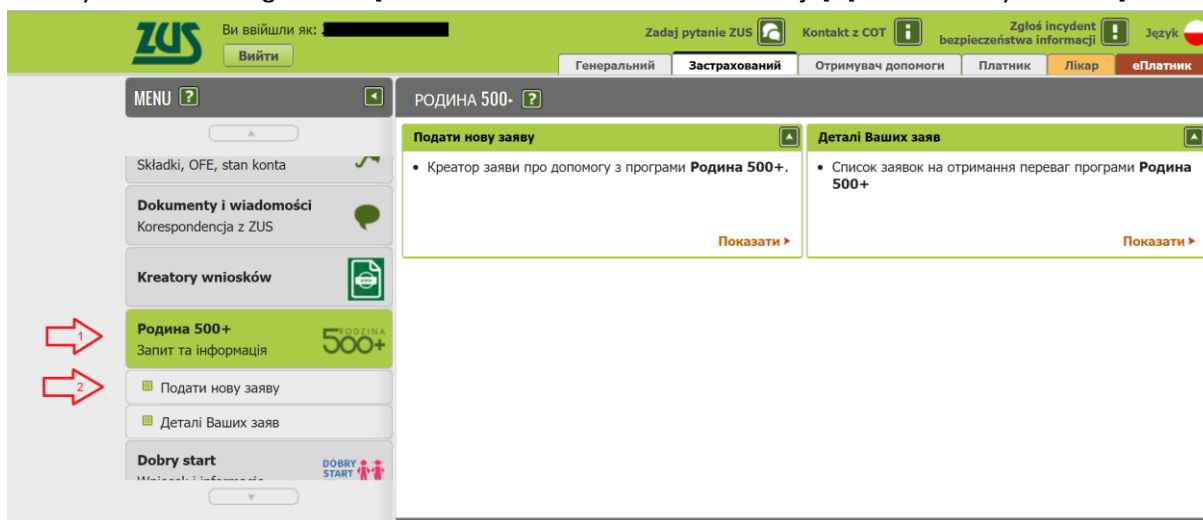 ZUS
Ви ввійшли як:
Вийти
Zadaj pytanie ZUS
Kontakt z COT
Zgłoś incydent
bezpieczeństwa informacji
Język
Генеральний
Застрахований
Отримувач допомоги
Платник
Лікар
еПлатник
MENU ?
Składki, OFE, stan konta
Dokumenty i wiadomości
Korespondencja z ZUS
Kreatory wniosków
1
Родина 500+
Запит та інформація
RODZINA
500+
2
Подати нову заяву
Деталі Ваших заяв
Dobry start
DOBRY
START
РОДИНА 500+ ?
Подати нову заяву
• Креатор заяви про допомогу з програми Родина 500+.
Показати
Деталі Ваших заяв
• Список заявок на отримання переваг програми Родина
500+
Показати